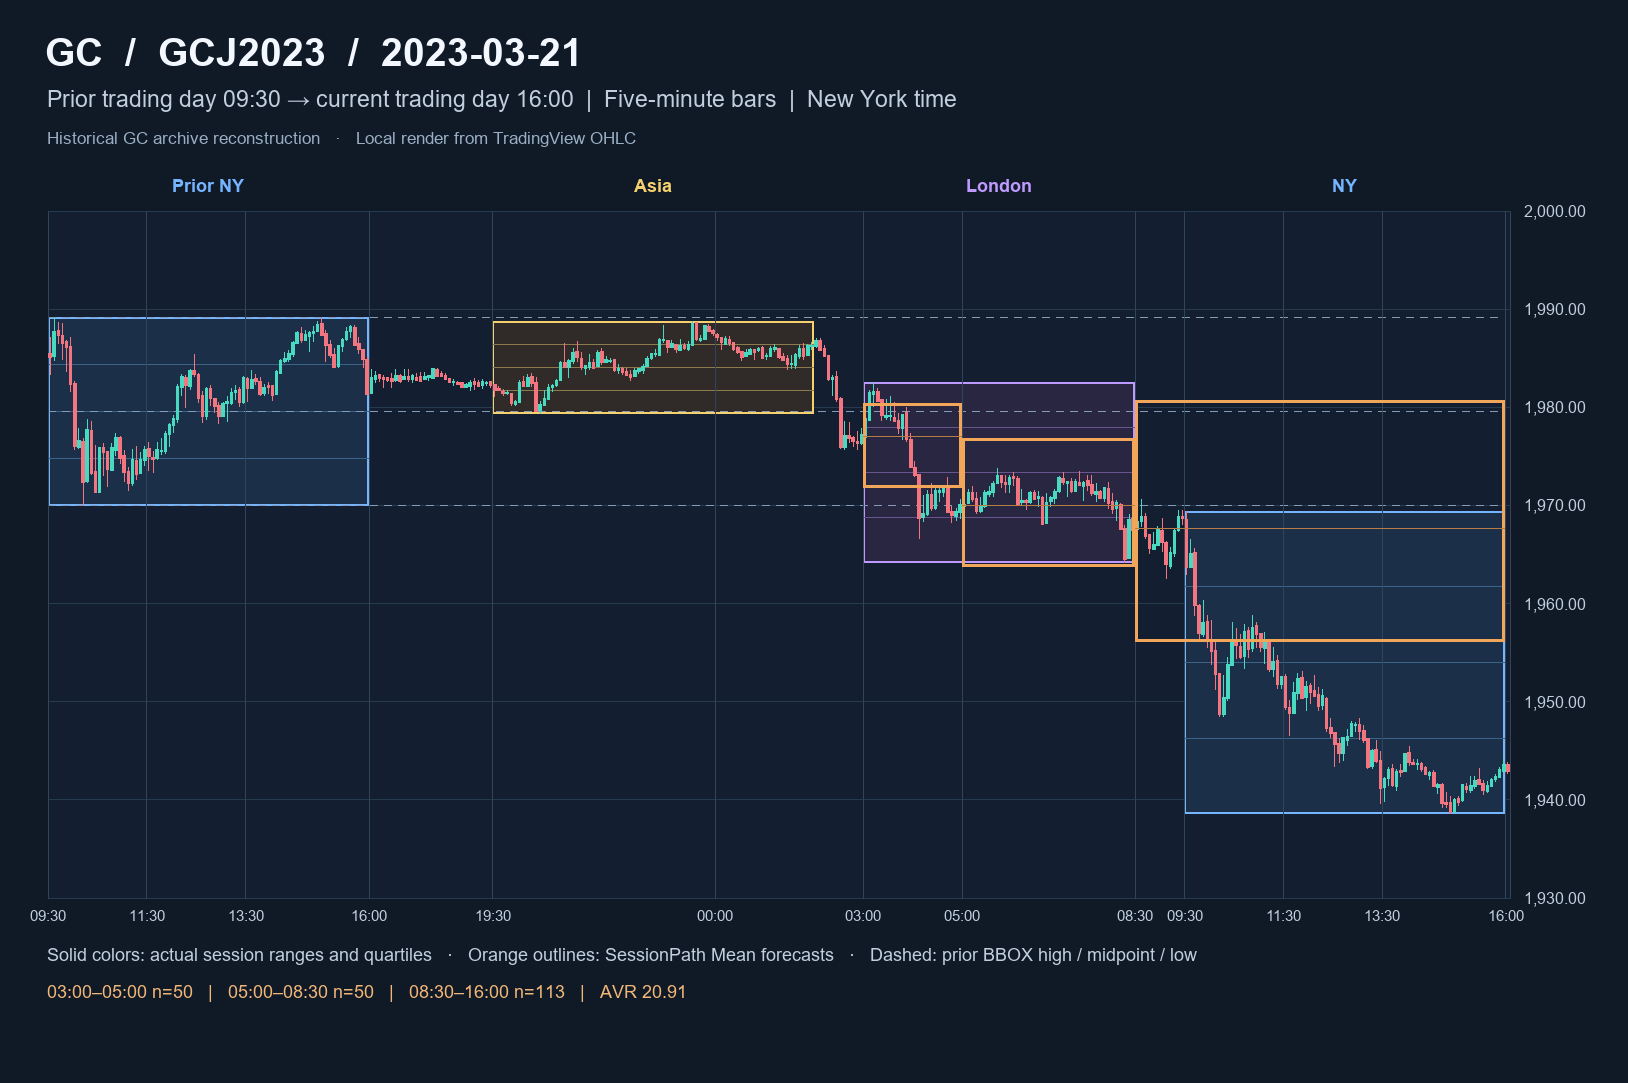 GC / GCJ2023 / 2023-03-21
Prior trading day 09:30 → current trading day 16:00 | Five-minute bars | New York time
Historical GC archive reconstruction · Local render from TradingView OHLC
Prior NY Asia London NY
2,000.00
1,990.00
1,980.00
1,970.00
1,960.00
1,950.00
1,940.00
1,930.00
09:30 11:30 13:30 16:00 19:30 00:00 03:00 05:00 08:30 09:30 11:30 13:30 16:00
Solid colors: actual session ranges and quartiles · Orange outlines: SessionPath Mean forecasts · Dashed: prior BBOX high / midpoint / low
03:00–05:00 n=50 | 05:00–08:30 n=50 | 08:30–16:00 n=113 | AVR 20.91